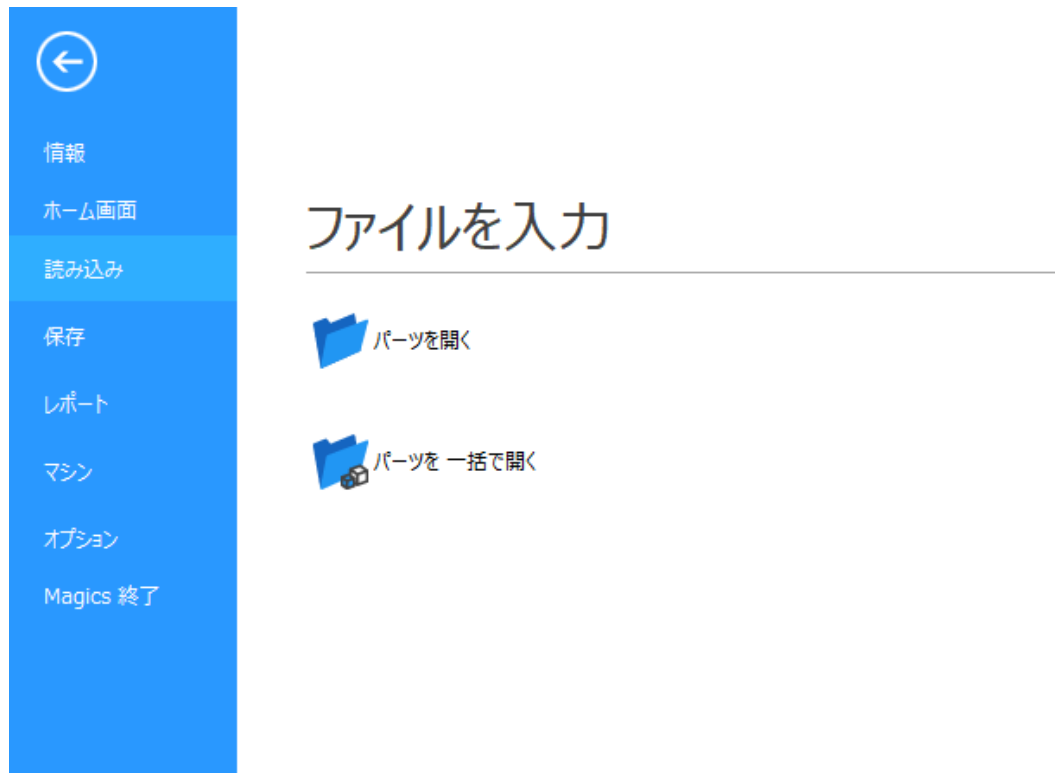 情報
ホーム画面
読み込み
保存
レポート
マシン
オプション
Magics 終了
ファイルを入力
パーツを開く
パーツを 一括で開く